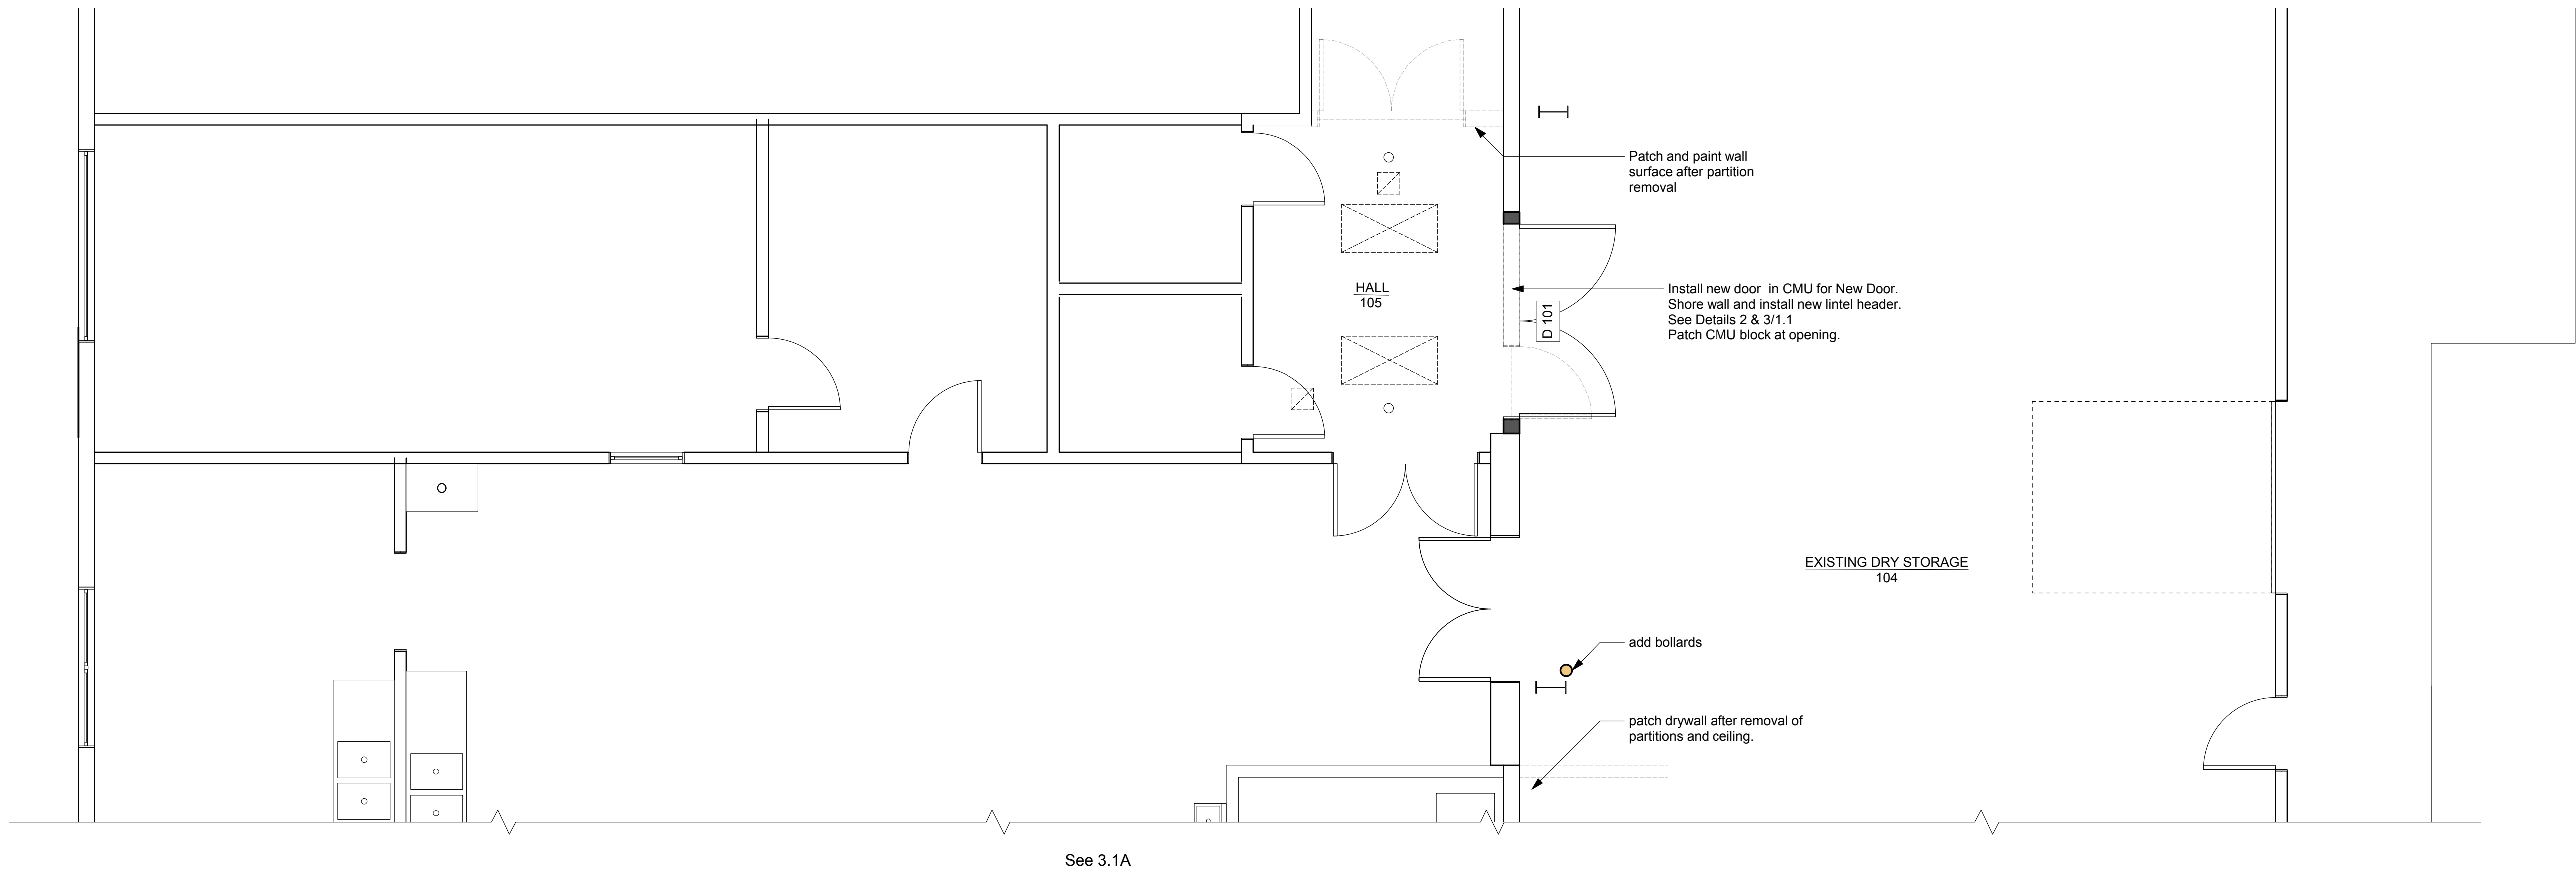 Patch and paint wall
surface after partition
removal
HALL
105
Install new door  in CMU for New Door.
Shore wall and install new lintel header.
See Details 2 & 3/1.1
Patch CMU block at opening.
D 101
EXISTING DRY STORAGE
104
add bollards
patch drywall after removal of
partitions and ceiling.
See 3.1A